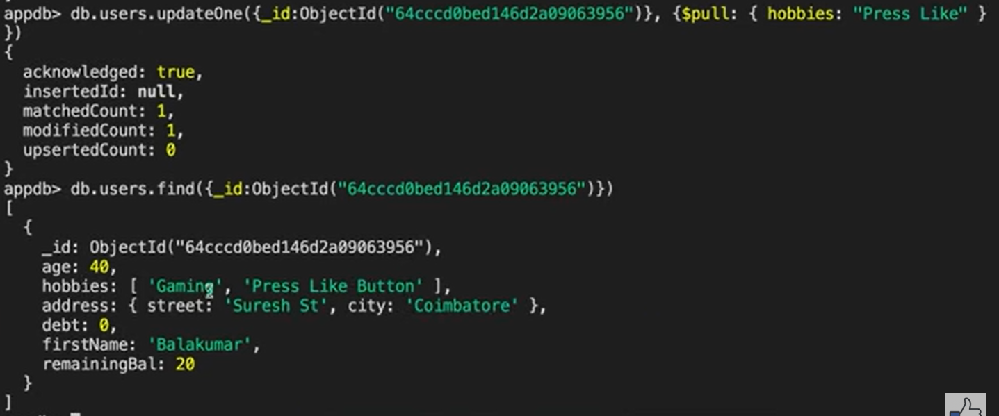 appdb> db.users.updateOne({_id:ObjectId("64cccd0bed146d2a09063956")}, {$pull: { hobbies: "Press Like" }
})
{
  acknowledged: true,
  insertedId: null,
  matchedCount: 1,
  modifiedCount: 1,
  upsertedCount: 0
}
appdb> db.users.find({_id:ObjectId("64cccd0bed146d2a09063956")})
[
  {
    _id: ObjectId("64cccd0bed146d2a09063956"),
    age: 40,
    hobbies: [ 'Gaming', 'Press Like Button' ],
    address: { street: 'Suresh St', city: 'Coimbatore' },
    debt: 0,
    firstName: 'Balakumar',
    remainingBal: 20
  }
]